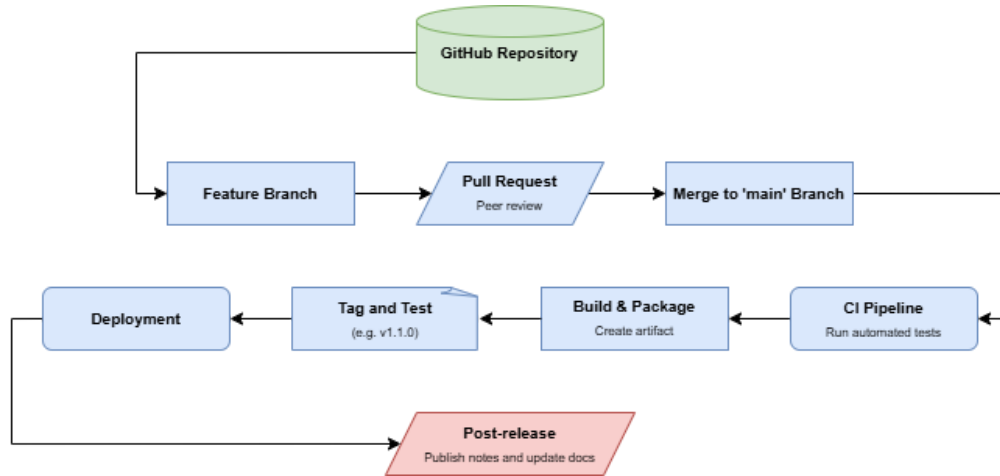 GitHub Repository
Feature Branch
Pull Request
Peer review
Merge to 'main' Branch
Deployment
Tag and Test
(e.g. v1.1.0)
Build & Package
Create artifact
CI Pipeline
Run automated tests
Post-release
Publish notes and update docs